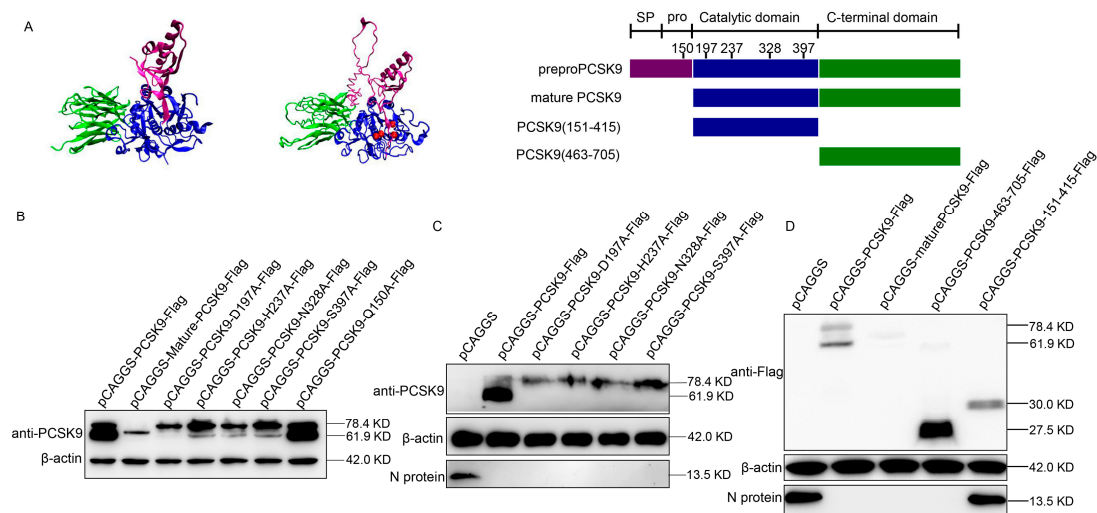 A
SP pro Catalytic domain C-terminal domain
150 197 237 328 397
preproPCSK9
mature PCSK9
PCSK9(151-415)
PCSK9(463-705)
B
pCAGGS-PCSK9-Flag
pCAGGS-Mature-PCSK9-Flag
pCAGGS-PCSK9-D197A-Flag
pCAGGS-PCSK9-H237A-Flag
pCAGGS-PCSK9-N328A-Flag
pCAGGS-PCSK9-S397A-Flag
pCAGGS-PCSK9-Q150A-Flag
anti-PCSK9
78.4 KD
61.9 KD
β-actin
42.0 KD
C
pCAGGS
pCAGGS-PCSK9-Flag
pCAGGS-PCSK9-D197A-Flag
pCAGGS-PCSK9-H237A-Flag
pCAGGS-PCSK9-N328A-Flag
pCAGGS-PCSK9-S397A-Flag
anti-PCSK9
78.4 KD
61.9 KD
β-actin
42.0 KD
N protein
13.5 KD
D
pCAGGS
pCAGGS-PCSK9-Flag
pCAGGS-maturePCSK9-Flag
pCAGGS-PCSK9-463-705-Flag
pCAGGS-PCSK9-151-415-Flag
anti-Flag
78.4 KD
61.9 KD
30.0 KD
27.5 KD
β-actin
42.0 KD
N protein
13.5 KD